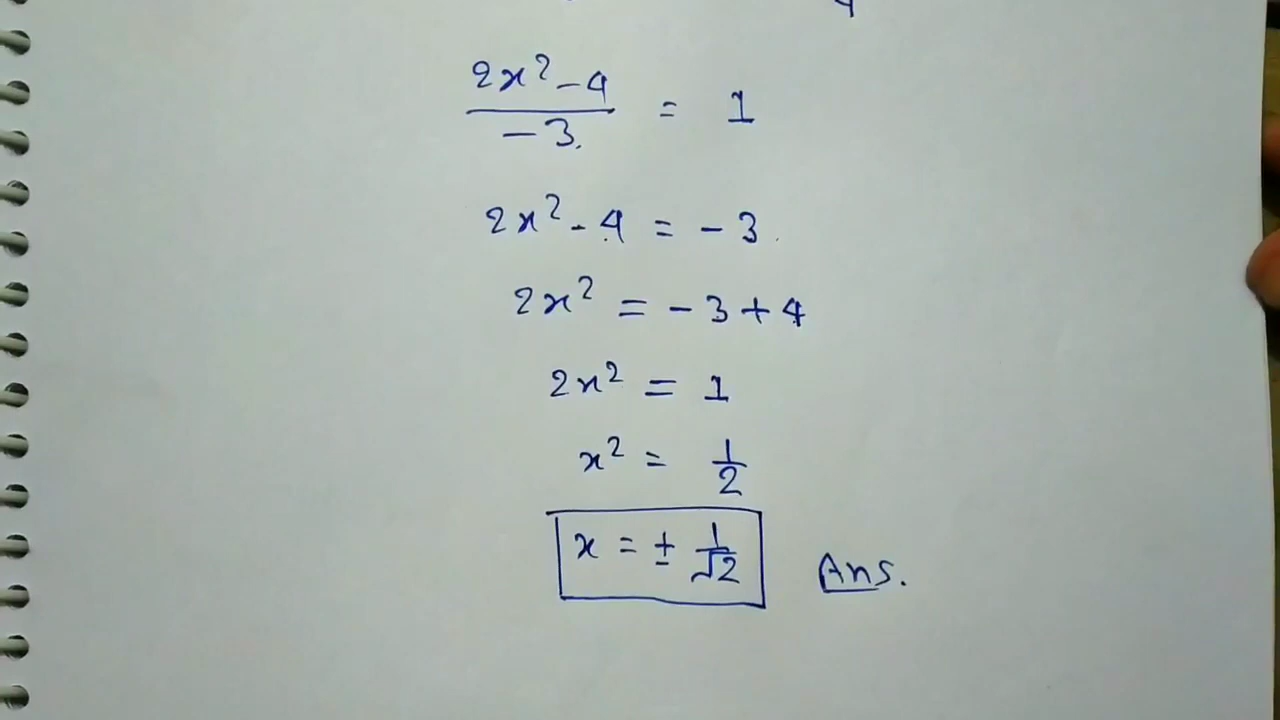 2x² - 4 / -3 = 1
2x² - 4 = -3
2x² = -3 + 4
2x² = 1
x² = 1/2
x = ± 1/√2 Ans.